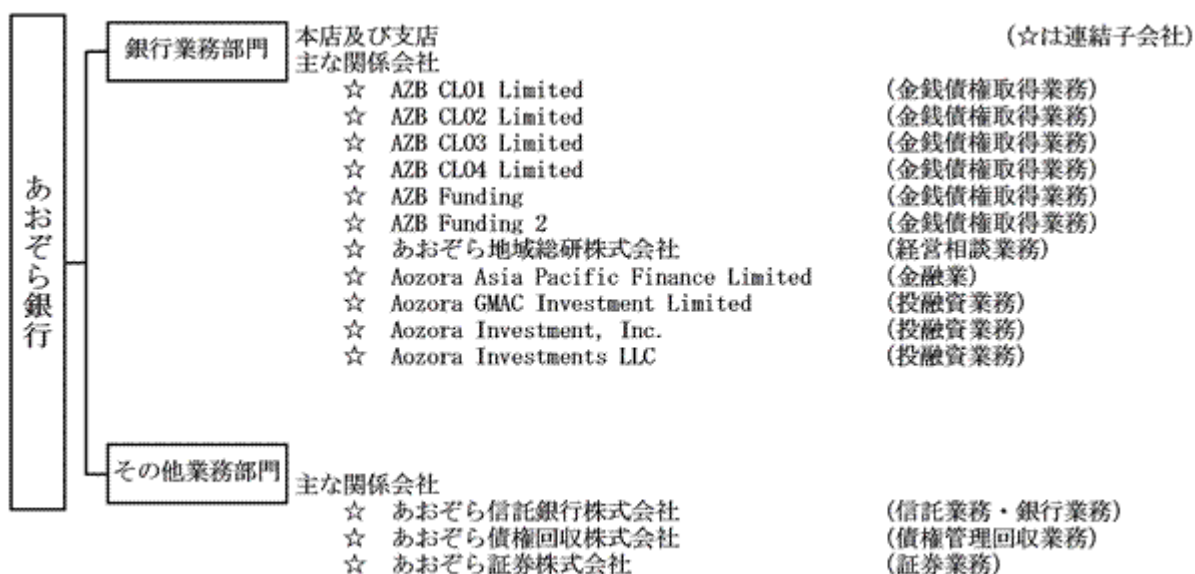 あおぞら銀行
銀行業務部門
本店及び支店 (☆は連結子会社)
主な関係会社
☆ AZB CLO1 Limited (金銭債権取得業務)
☆ AZB CLO2 Limited (金銭債権取得業務)
☆ AZB CLO3 Limited (金銭債権取得業務)
☆ AZB CLO4 Limited (金銭債権取得業務)
☆ AZB Funding (金銭債権取得業務)
☆ AZB Funding 2 (金銭債権取得業務)
☆ あおぞら地域総研株式会社 (経営相談業務)
☆ Aozora Asia Pacific Finance Limited (金融業)
☆ Aozora GMAC Investment Limited (投融資業務)
☆ Aozora Investment, Inc. (投融資業務)
☆ Aozora Investments LLC (投融資業務)
その他業務部門
主な関係会社
☆ あおぞら信託銀行株式会社 (信託業務・銀行業務)
☆ あおぞら債権回収株式会社 (債権管理回収業務)
☆ あおぞら証券株式会社 (証券業務)